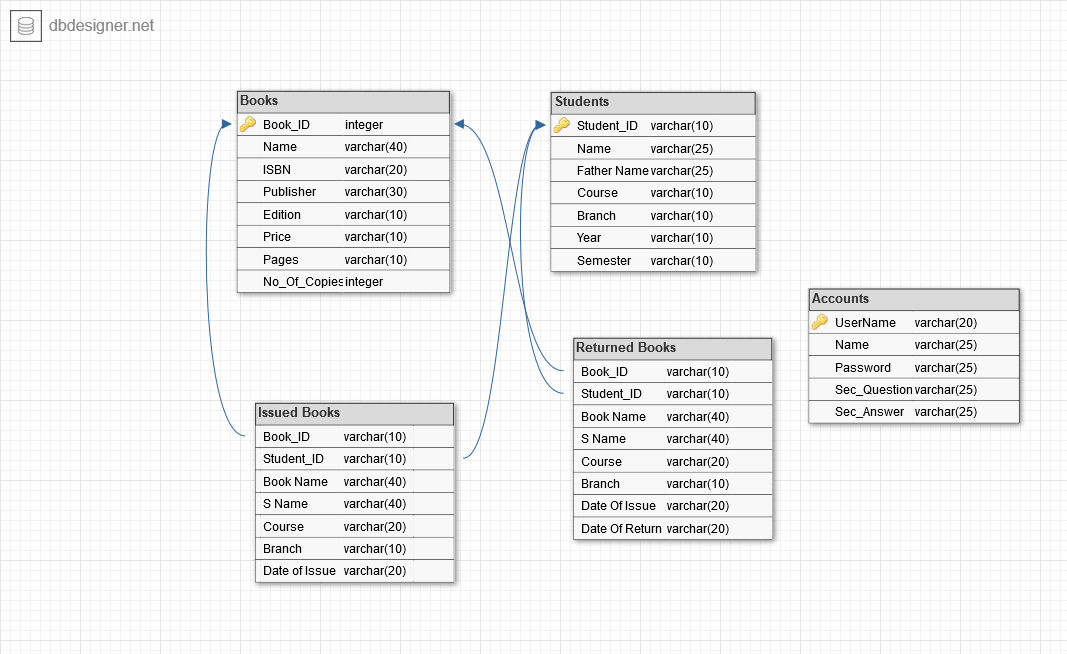 dbdesigner.net
Books
Book_ID integer
Name varchar(40)
ISBN varchar(20)
Publisher varchar(30)
Edition varchar(10)
Price varchar(10)
Pages varchar(10)
No_Of_Copies integer
Students
Student_ID varchar(10)
Name varchar(25)
Father Name varchar(25)
Course varchar(10)
Branch varchar(10)
Year varchar(10)
Semester varchar(10)
Accounts
UserName varchar(20)
Name varchar(25)
Password varchar(25)
Sec_Question varchar(25)
Sec_Answer varchar(25)
Returned Books
Book_ID varchar(10)
Student_ID varchar(10)
Book Name varchar(40)
S Name varchar(40)
Course varchar(20)
Branch varchar(10)
Date Of Issue varchar(20)
Date Of Return varchar(20)
Issued Books
Book_ID varchar(10)
Student_ID varchar(10)
Book Name varchar(40)
S Name varchar(40)
Course varchar(20)
Branch varchar(10)
Date of Issue varchar(20)